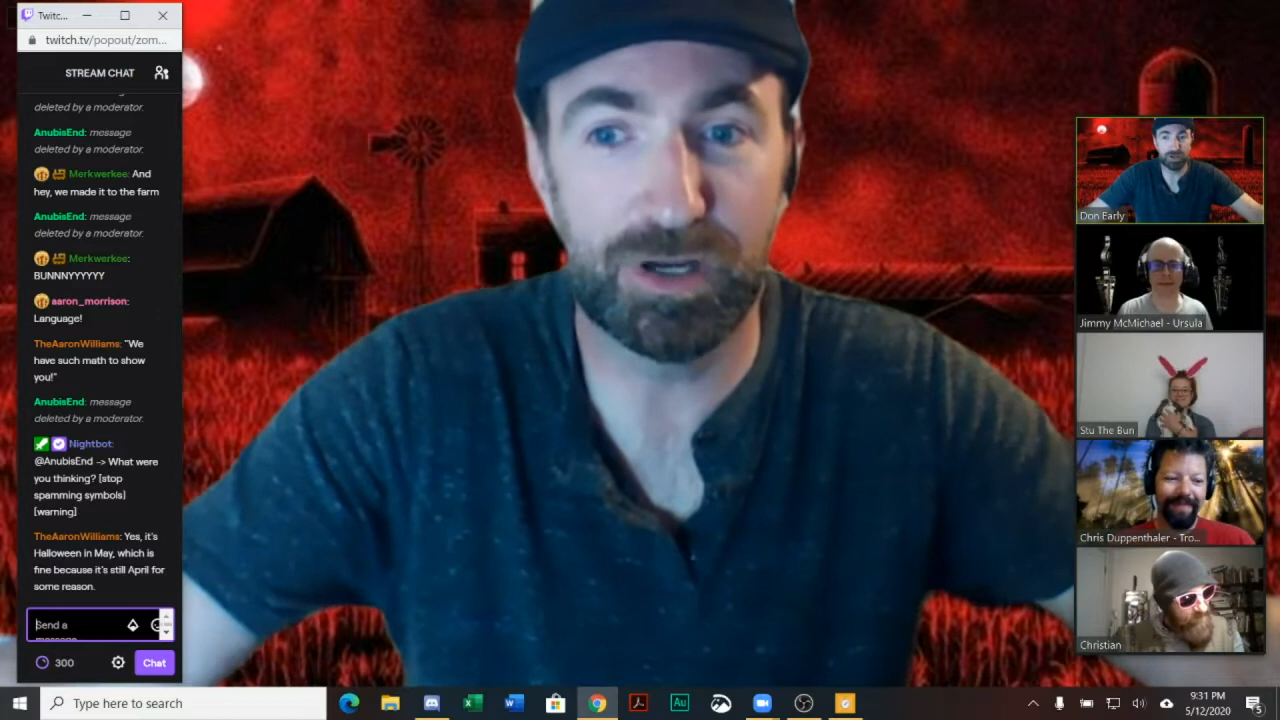 Twitc...
twitch.tv/popout/zom...
STREAM CHAT
deleted by a moderator.
AnubisEnd: message
deleted by a moderator.
Merkwerkee: And
hey, we made it to the farm
AnubisEnd: message
deleted by a moderator.
Merkwerkee:
BUNNNYYYYYY
aaron_morrison:
Language!
TheAaronWilliams: "We
have such math to show
you!"
AnubisEnd: message
deleted by a moderator.
Nightbot:
@AnubisEnd -> What were
you thinking? [stop
spamming symbols]
[warning]
TheAaronWilliams: Yes, it's
Halloween in May, which is
fine because it's still April for
some reason.
Send a
message
300
Chat
Don Early
Jimmy McMichael - Ursula
Stu The Bun
Chris Duppenthaler - Tro...
Christian
Type here to search
Au
9:31 PM
5/12/2020
5